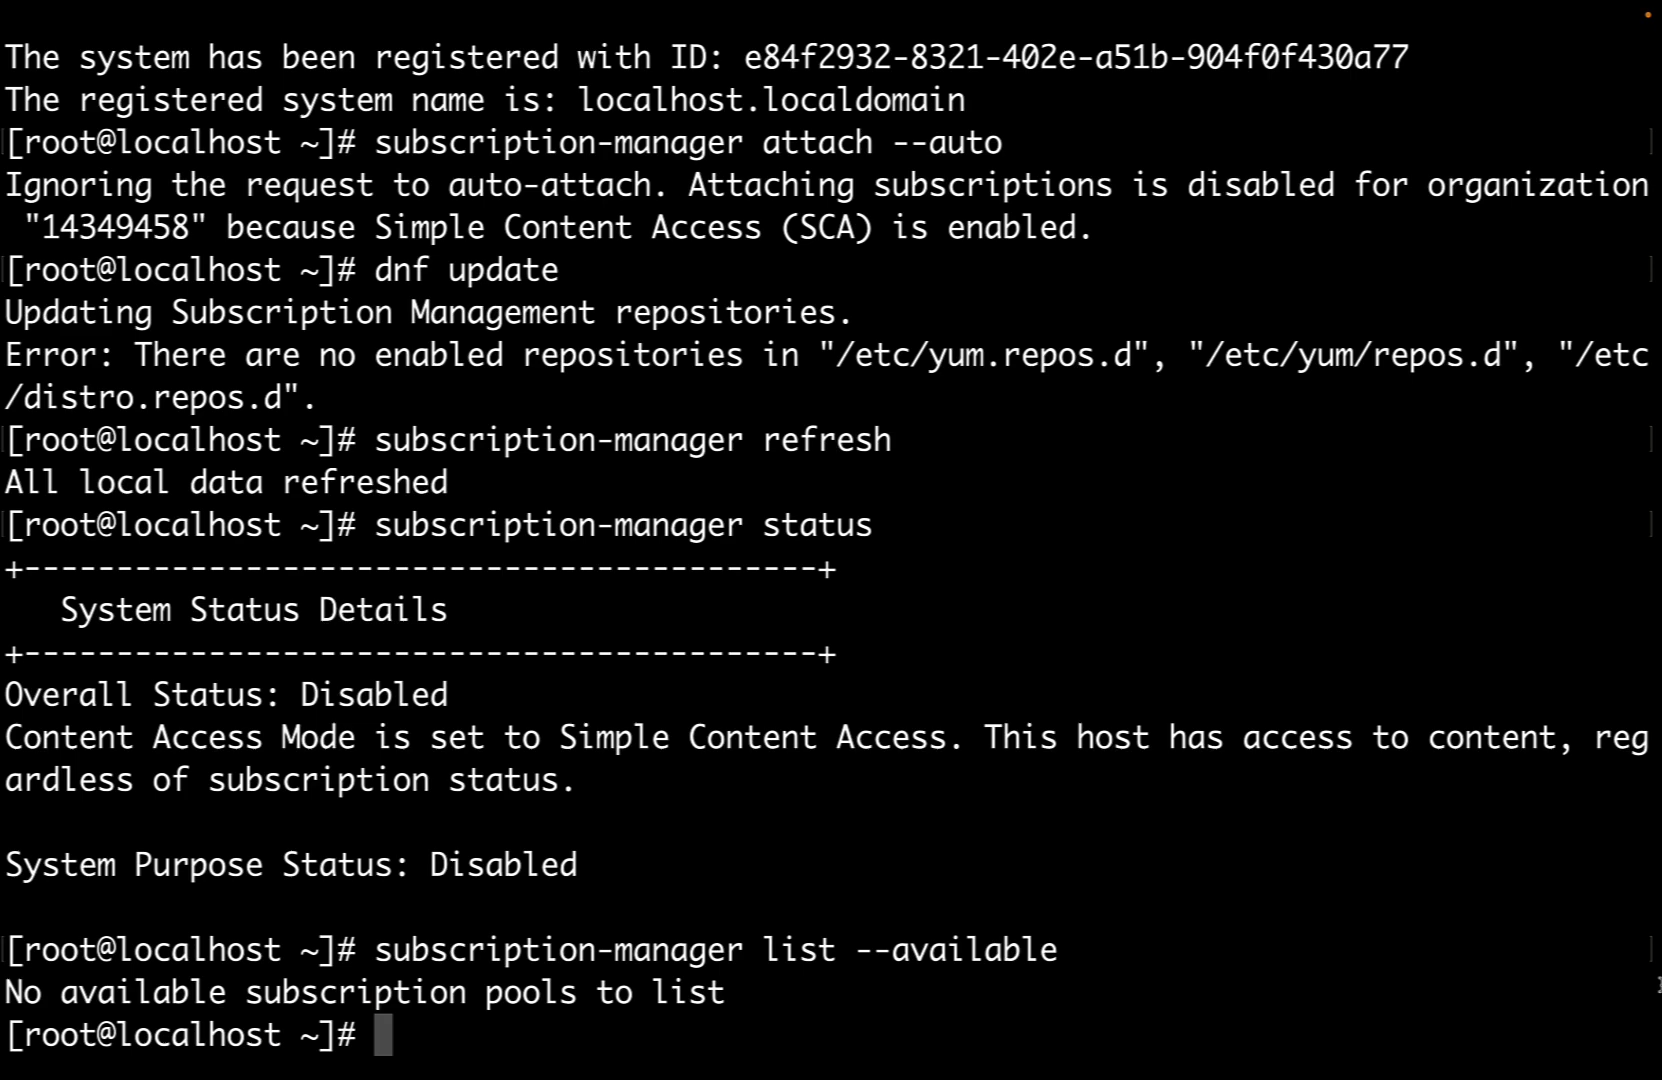 The system has been registered with ID: e84f2932-8321-402e-a51b-904f0f430a77
The registered system name is: localhost.localdomain
[root@localhost ~]# subscription-manager attach --auto
Ignoring the request to auto-attach. Attaching subscriptions is disabled for organization
 "14349458" because Simple Content Access (SCA) is enabled.
[root@localhost ~]# dnf update
Updating Subscription Management repositories.
Error: There are no enabled repositories in "/etc/yum.repos.d", "/etc/yum/repos.d", "/etc
/distro.repos.d".
[root@localhost ~]# subscription-manager refresh
All local data refreshed
[root@localhost ~]# subscription-manager status
+-------------------------------------------+
   System Status Details
+-------------------------------------------+
Overall Status: Disabled
Content Access Mode is set to Simple Content Access. This host has access to content, reg
ardless of subscription status.
System Purpose Status: Disabled
[root@localhost ~]# subscription-manager list --available
No available subscription pools to list
[root@localhost ~]#